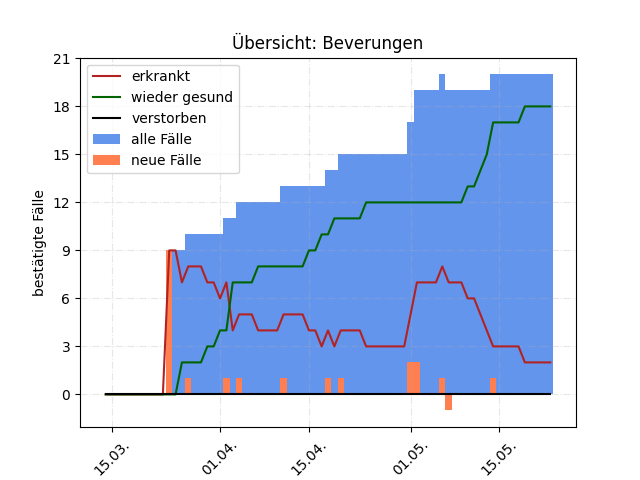 Übersicht: Beverungen
bestätigte Fälle
21
18
15
12
9
6
3
0
erkrankt
wieder gesund
verstorben
alle Fälle
neue Fälle
15.03.
01.04.
15.04.
01.05.
15.05.